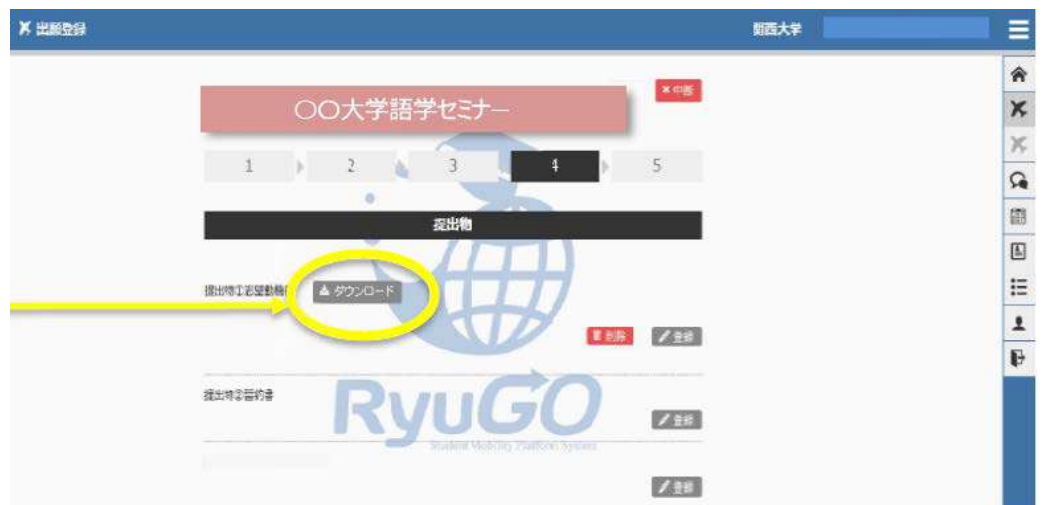 出願登録
関西大学
〇〇大学語学セミナー
× 中断
1 2 3 4 5
提出物
提出物①志望動機 ダウンロード
削除 登録
提出物②誓約書
登録
RyuGO
Student Mobility Platform System
登録